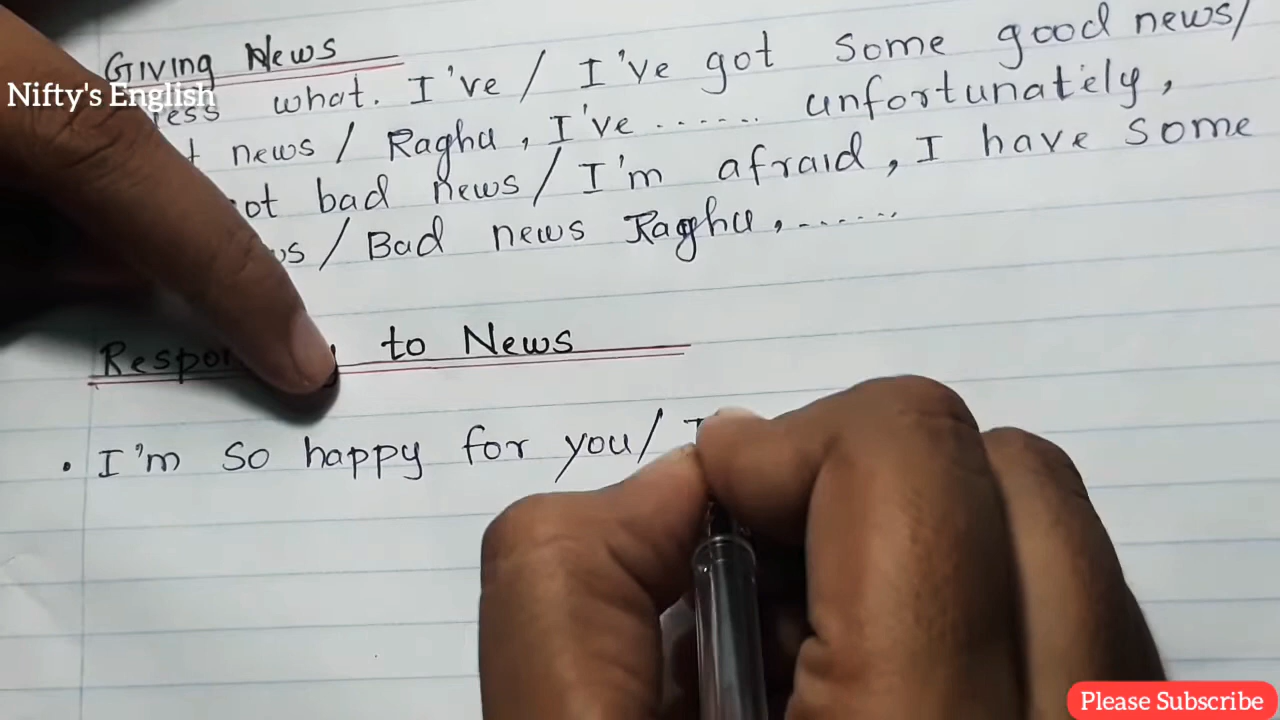 Giving News
Nifty's English
what. I've / I've got some good news/
news / Raghu, I've ...... unfortunately,
bad news / I'm afraid, I have some
/ Bad news Raghu, ......
to News
. I'm so happy for you/ I
Please Subscribe